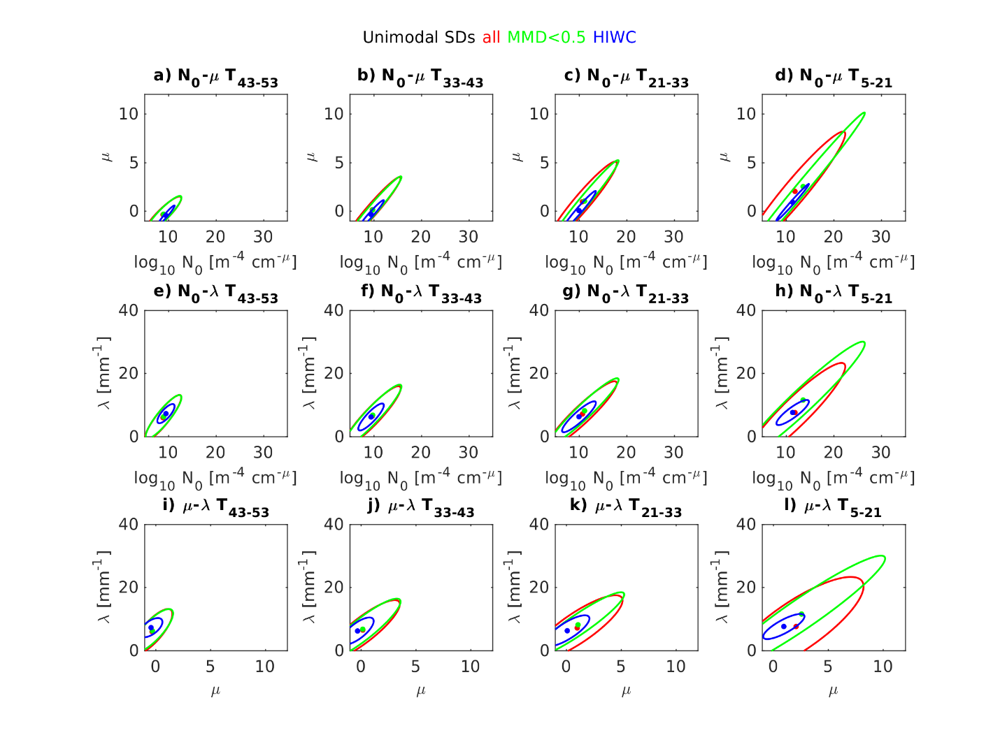 Unimodal SDs all MMD<0.5 HIWC
a) N0-μ T43-53
b) N0-μ T33-43
c) N0-μ T21-33
d) N0-μ T5-21
10
5
0
μ
10 20 30
log10 N0 [m-4 cm-μ]
10
5
0
μ
10 20 30
log10 N0 [m-4 cm-μ]
10
5
0
μ
10 20 30
log10 N0 [m-4 cm-μ]
10
5
0
μ
10 20 30
log10 N0 [m-4 cm-μ]
e) N0-λ T43-53
f) N0-λ T33-43
g) N0-λ T21-33
h) N0-λ T5-21
40
20
0
λ [mm-1]
10 20 30
log10 N0 [m-4 cm-μ]
40
20
0
λ [mm-1]
10 20 30
log10 N0 [m-4 cm-μ]
40
20
0
λ [mm-1]
10 20 30
log10 N0 [m-4 cm-μ]
40
20
0
λ [mm-1]
10 20 30
log10 N0 [m-4 cm-μ]
i) μ-λ T43-53
j) μ-λ T33-43
k) μ-λ T21-33
l) μ-λ T5-21
40
20
0
λ [mm-1]
0 5 10
μ
40
20
0
λ [mm-1]
0 5 10
μ
40
20
0
λ [mm-1]
0 5 10
μ
40
20
0
λ [mm-1]
0 5 10
μ